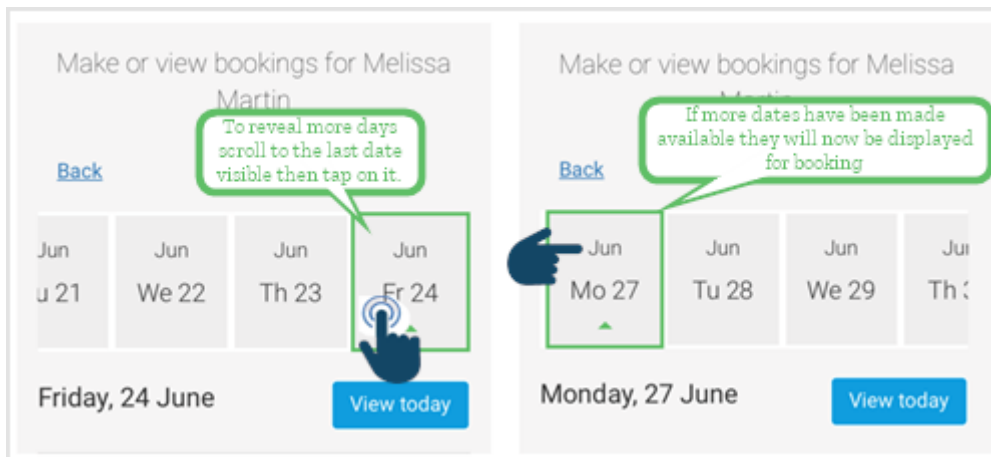 Make or view bookings for Melissa
Martin
To reveal more days
scroll to the last date
visible then tap on it.
Back
Jun
Jun
Jun
Jun
u 21
We 22
Th 23
Fr 24
Friday, 24 June
View today
Make or view bookings for Melissa
If more dates have been made
available they will now be displayed
for booking
Back
Jun
Jun
Jun
Mo 27
Tu 28
We 29
Th
Monday, 27 June
View today